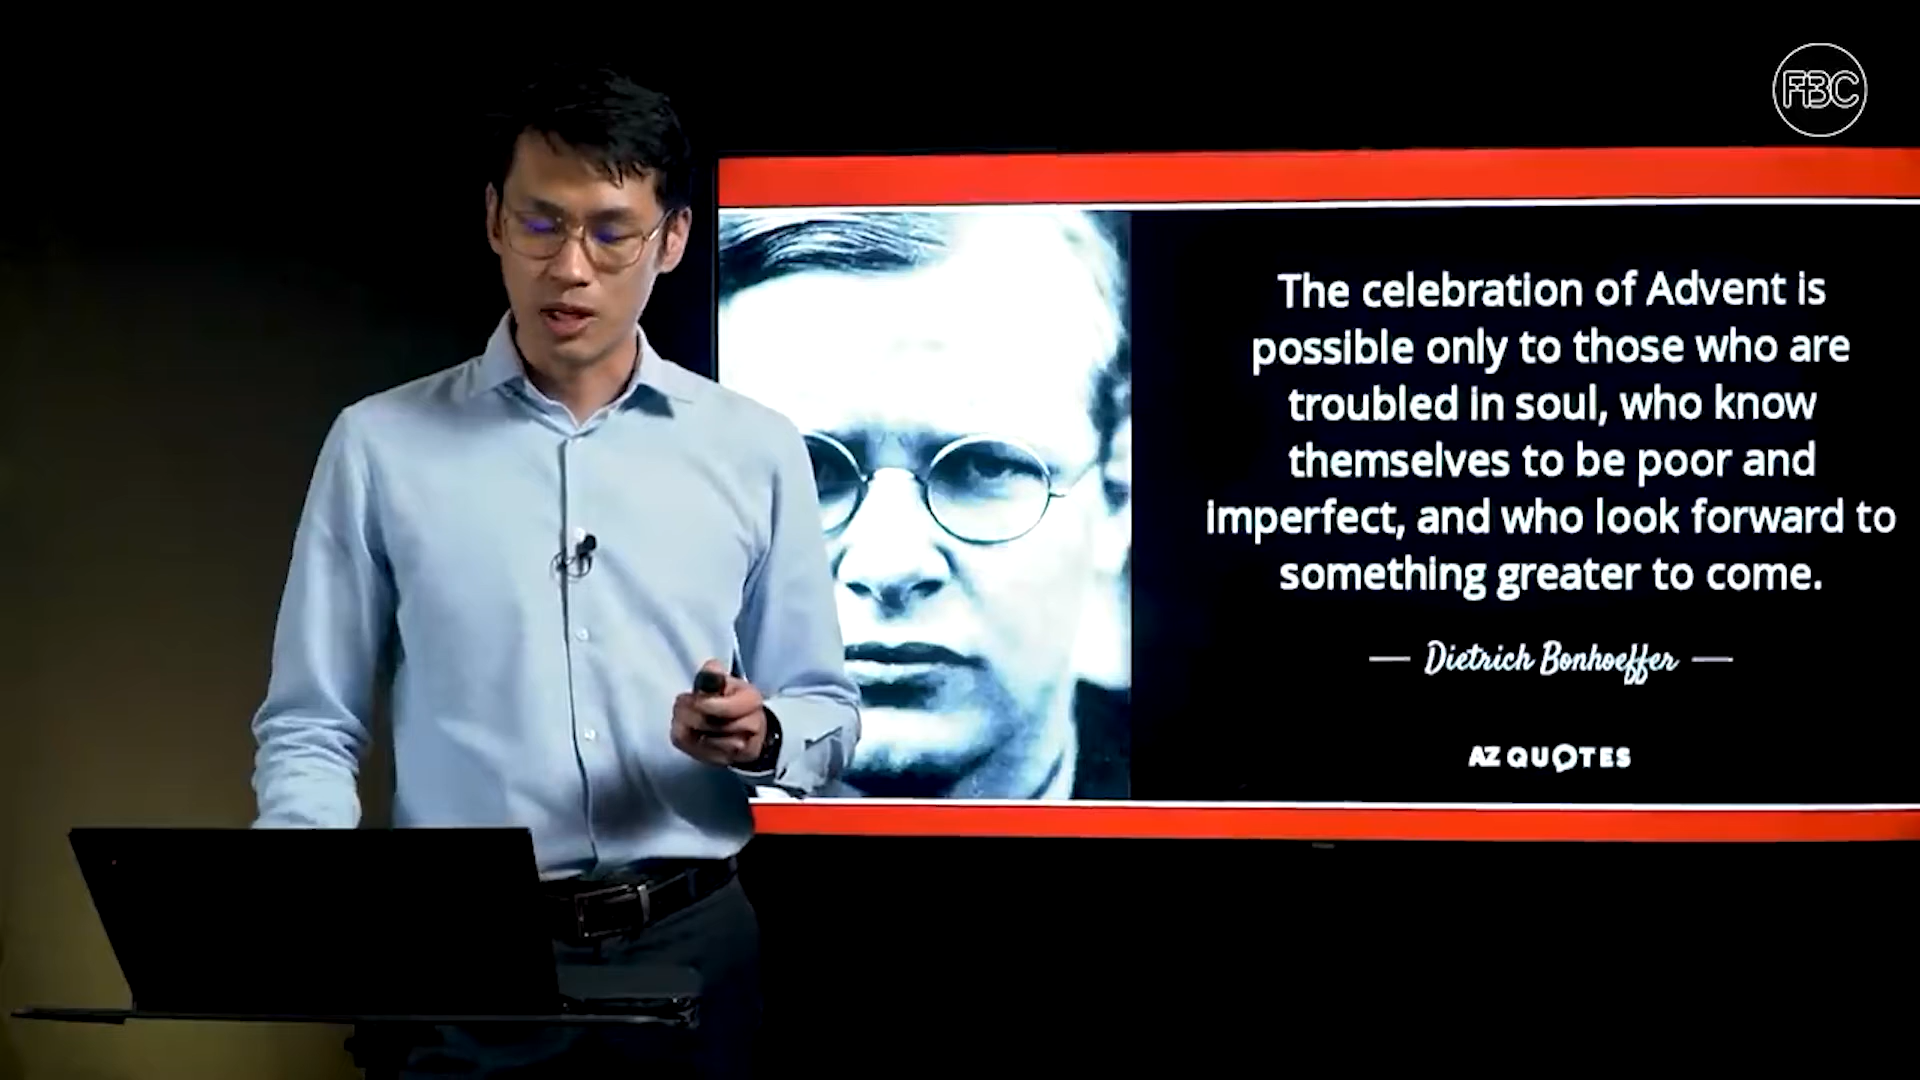 FBC
The celebration of Advent is
possible only to those who are
troubled in soul, who know
themselves to be poor and
imperfect, and who look forward to
something greater to come.
— Dietrich Bonhoeffer —
AZ QUOTES